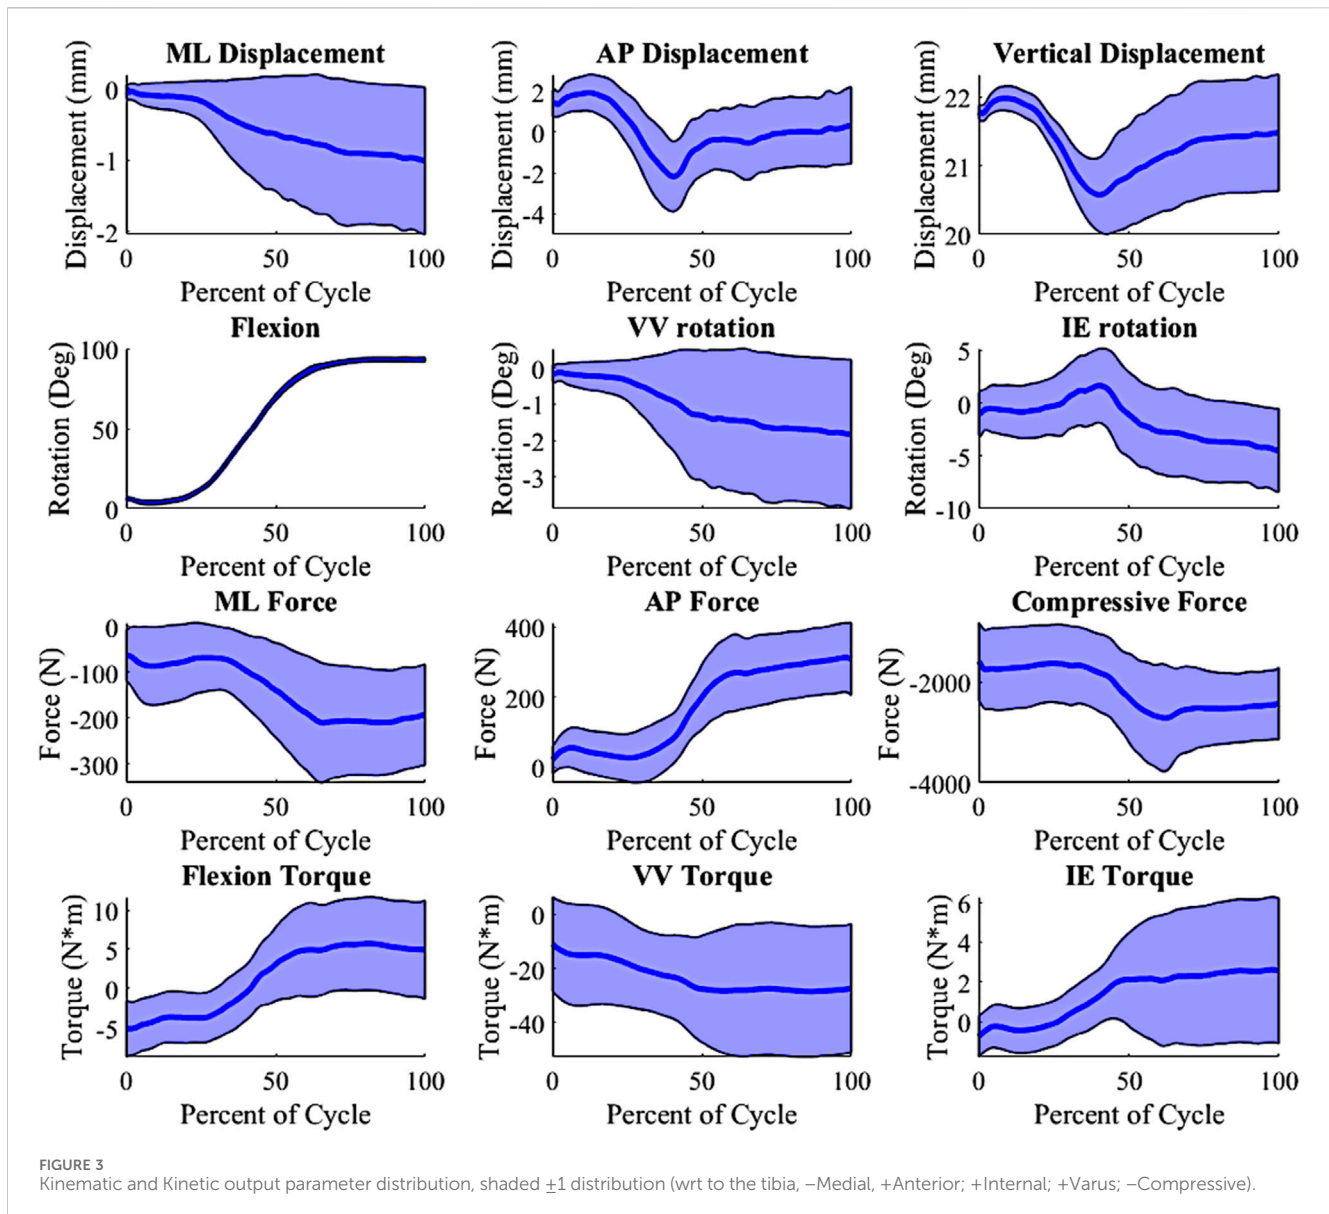 ML Displacement
Displacement (mm)
0
-1
-2
0
50
100
Percent of Cycle
AP Displacement
Displacement (mm)
2
0
-2
-4
0
50
100
Percent of Cycle
Vertical Displacement
Displacement (mm)
22
21
20
0
50
100
Percent of Cycle
Flexion
Rotation (Deg)
100
50
0
0
50
100
Percent of Cycle
VV rotation
Rotation (Deg)
0
-1
-2
-3
0
50
100
Percent of Cycle
IE rotation
Rotation (Deg)
5
0
-5
-10
0
50
100
Percent of Cycle
ML Force
Force (N)
0
-100
-200
-300
0
50
100
Percent of Cycle
AP Force
Force (N)
400
200
0
0
50
100
Percent of Cycle
Compressive Force
Force (N)
-2000
-4000
0
50
100
Percent of Cycle
Flexion Torque
Torque (N*m)
10
5
0
-5
0
50
100
Percent of Cycle
VV Torque
Torque (N*m)
0
-20
-40
0
50
100
Percent of Cycle
IE Torque
Torque (N*m)
6
4
2
0
0
50
100
Percent of Cycle
FIGURE 3
Kinematic and Kinetic output parameter distribution, shaded ±1 distribution (wrt to the tibia, −Medial, +Anterior; +Internal; +Varus; −Compressive).